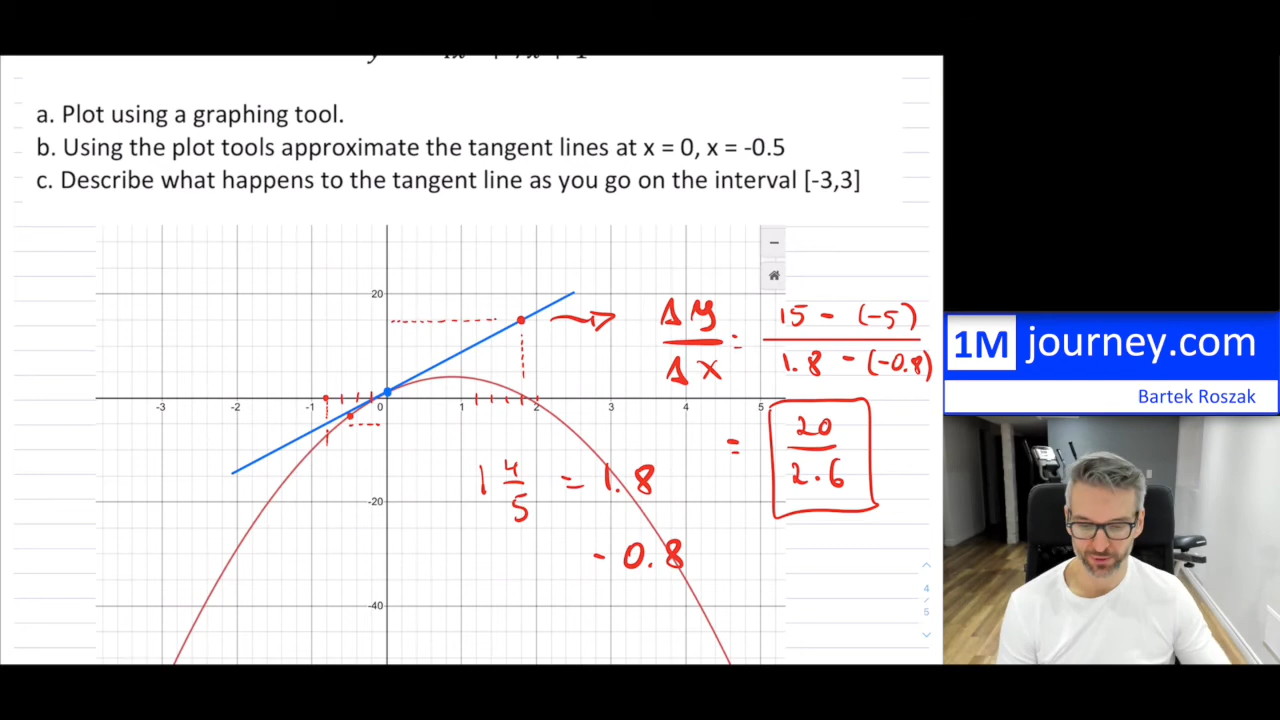 a. Plot using a graphing tool.
b. Using the plot tools approximate the tangent lines at x = 0, x = -0.5
c. Describe what happens to the tangent line as you go on the interval [-3,3]
20
Δy/Δx = 15 - (-5) / 1.8 - (-0.8)
1M journey.com
Bartek Roszak
-3 -2 -1 0 1 2 3 4 5
= 20/2.6
1 4/5 = 1.8
-20
- 0.8
-40
4
/
5